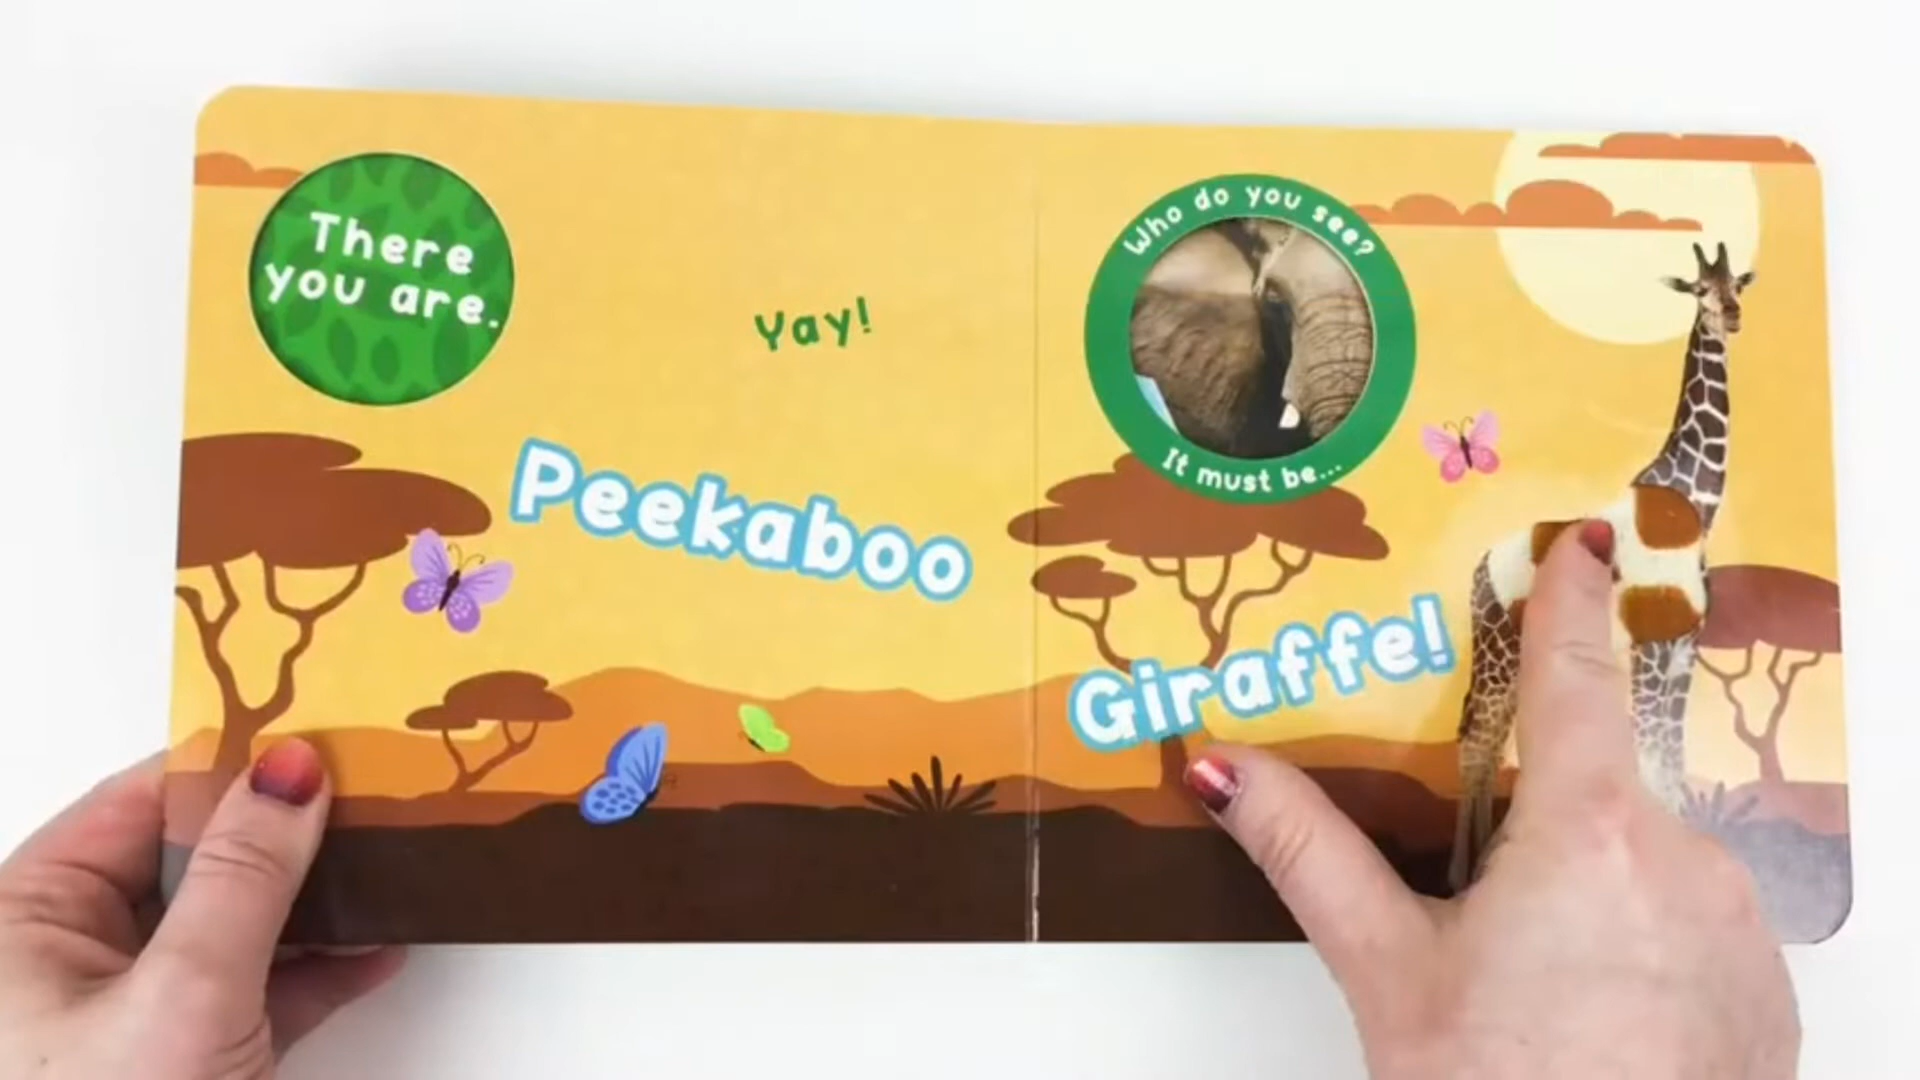 There
you are.
Yay!
Peekaboo
Who do you see?
It must be...
Giraffe!